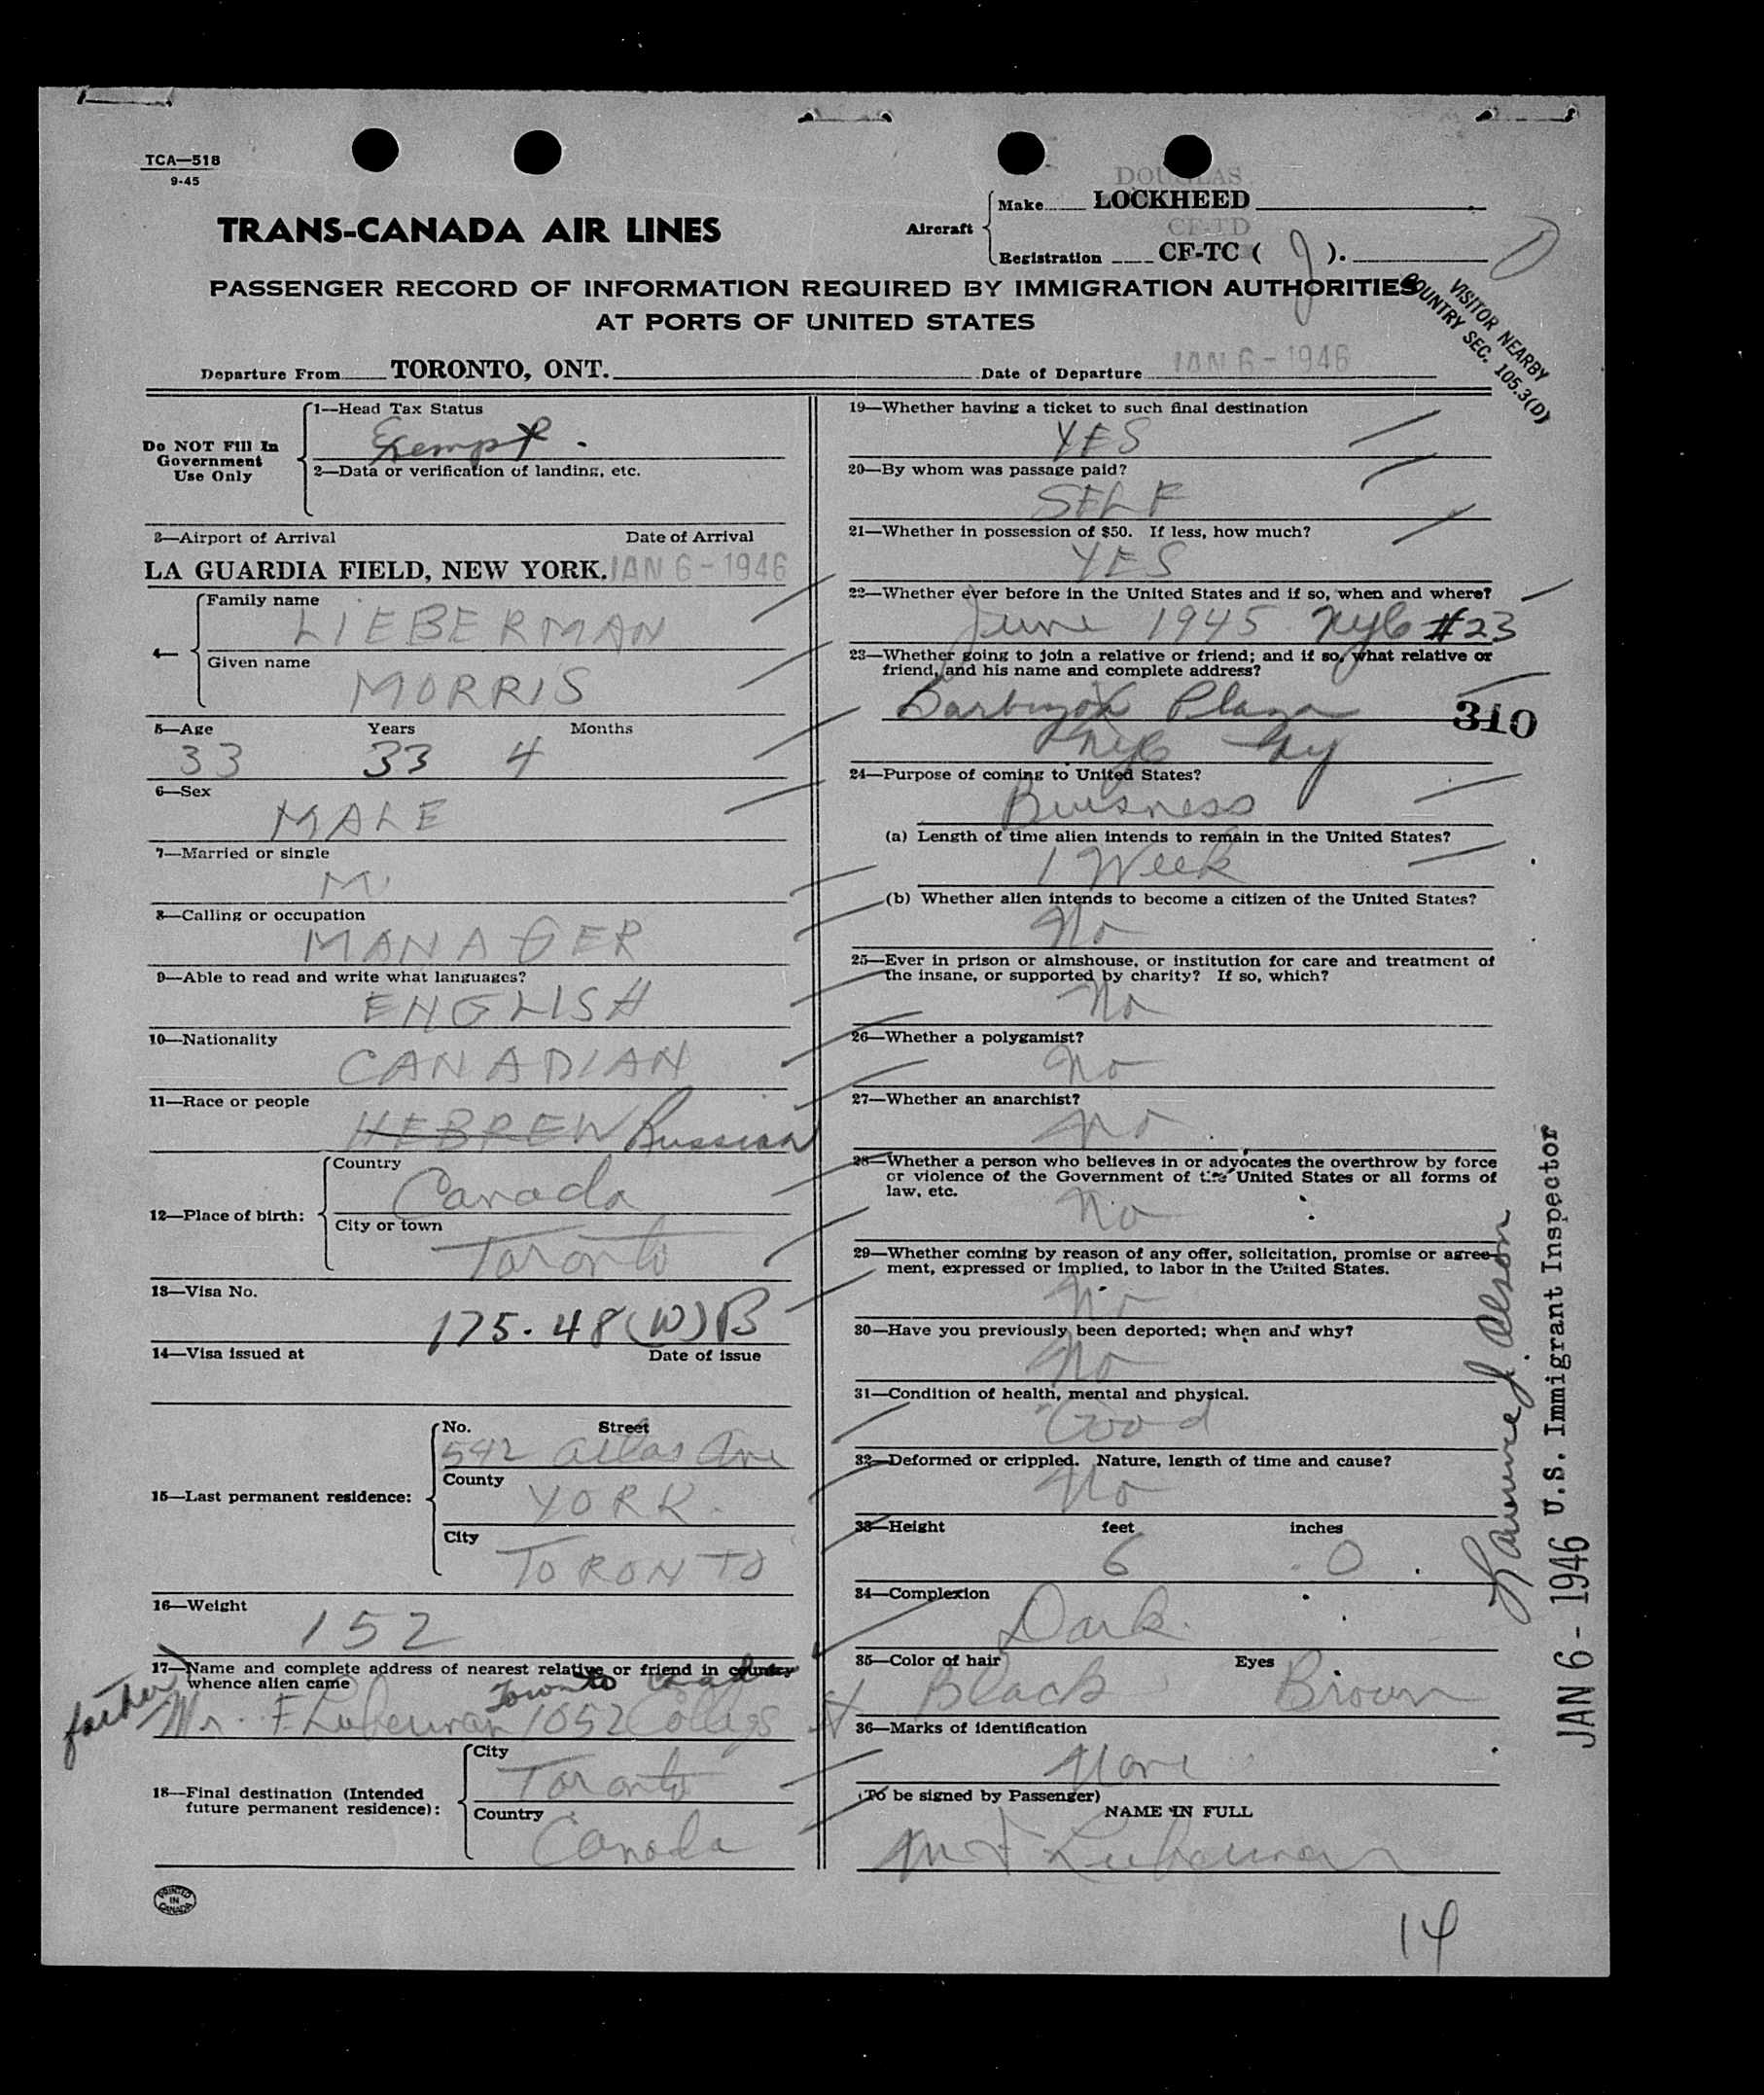 TCA—518
9-45
DOUGLAS
Aircraft
Make LOCKHEED
CF-TD
Registration CF-TC ( J ).
TRANS-CANADA AIR LINES
PASSENGER RECORD OF INFORMATION REQUIRED BY IMMIGRATION AUTHORITIES
AT PORTS OF UNITED STATES
VISITOR NEARBY
COUNTRY SEC. 105.3(D)
Departure From TORONTO, ONT. Date of Departure JAN 6-1946
Do NOT Fill In
Government
Use Only
1—Head Tax Status
Exempt.
2—Data or verification of landing, etc.
3—Airport of Arrival Date of Arrival
LA GUARDIA FIELD, NEW YORK. JAN 6-1946
4—
Family name
LIEBERMAN
Given name
MORRIS
5—Age Years Months
33 33 4
6—Sex
MALE
7—Married or single
M
8—Calling or occupation
MANAGER
9—Able to read and write what languages?
ENGLISH
10—Nationality
CANADIAN
11—Race or people
HEBREW Russian
12—Place of birth:
Country
Canada
City or town
Toronto
13—Visa No.
175.48(W)B
14—Visa issued at Date of issue
15—Last permanent residence:
No. Street
592 Atlas Ave
County
YORK.
City
TORONTO
16—Weight
152
17—Name and complete address of nearest relative or friend in country
whence alien came
Toronto Canada
father
Mr. F Lieberman 1052 College St
18—Final destination (Intended
future permanent residence):
City
Toronto
Country
Canada
PRINTED
IN
CANADA
19—Whether having a ticket to such final destination
YES
20—By whom was passage paid?
SELF
21—Whether in possession of $50. If less, how much?
YES
22—Whether ever before in the United States and if so, when and where?
June 1945 NYC #23
23—Whether going to join a relative or friend; and if so, what relative or
friend, and his name and complete address?
Barbizon Plaza
310
NYC NY
24—Purpose of coming to United States?
Buisness
(a) Length of time alien intends to remain in the United States?
1 Week
(b) Whether alien intends to become a citizen of the United States?
No
25—Ever in prison or almshouse, or institution for care and treatment of
the insane, or supported by charity? If so, which?
No
26—Whether a polygamist?
No
27—Whether an anarchist?
No
28—Whether a person who believes in or advocates the overthrow by force
or violence of the Government of the United States or all forms of
law, etc.
No
29—Whether coming by reason of any offer, solicitation, promise or agree-
ment, expressed or implied, to labor in the United States.
No
30—Have you previously been deported; when and why?
No
31—Condition of health, mental and physical.
Good
32—Deformed or crippled. Nature, length of time and cause?
No
33—Height feet inches
6 0
34—Complexion
Dark
35—Color of hair Eyes
Black Brown
36—Marks of identification
None
(To be signed by Passenger)
NAME IN FULL
M Lieberman
JAN 6-1946 U.S. Immigrant Inspector
14